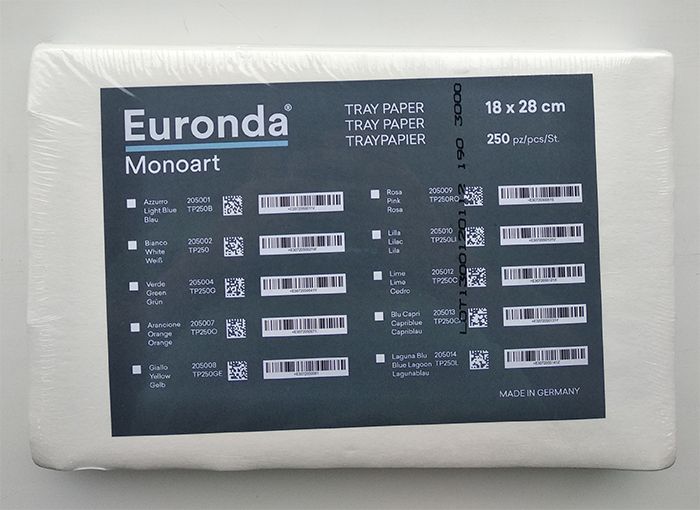 Euronda®
Monoart
TRAY PAPER
TRAY PAPER
TRAYPAPIER
18 x 28 cm
250 pz/pcs/St.
Azzurro 205001
Light Blue TP250B
Blau
Bianco 205002
White TP250
Weiß
Verde 205004
Green TP250G
Grün
Arancione 205007
Orange TP250O
Orange
Giallo 205008
Yellow TP250GE
Gelb
Rosa 205009
Pink TP250RO
Rosa
Lilla 205010
Lilac
Lila
Lime 205012
Lime
Cedro
Blu Capri 205013
Capriblue
Capriblau
Laguna Blu 205014
Blue Lagoon TP250L
Lagunablau
MADE IN GERMANY
190 3000